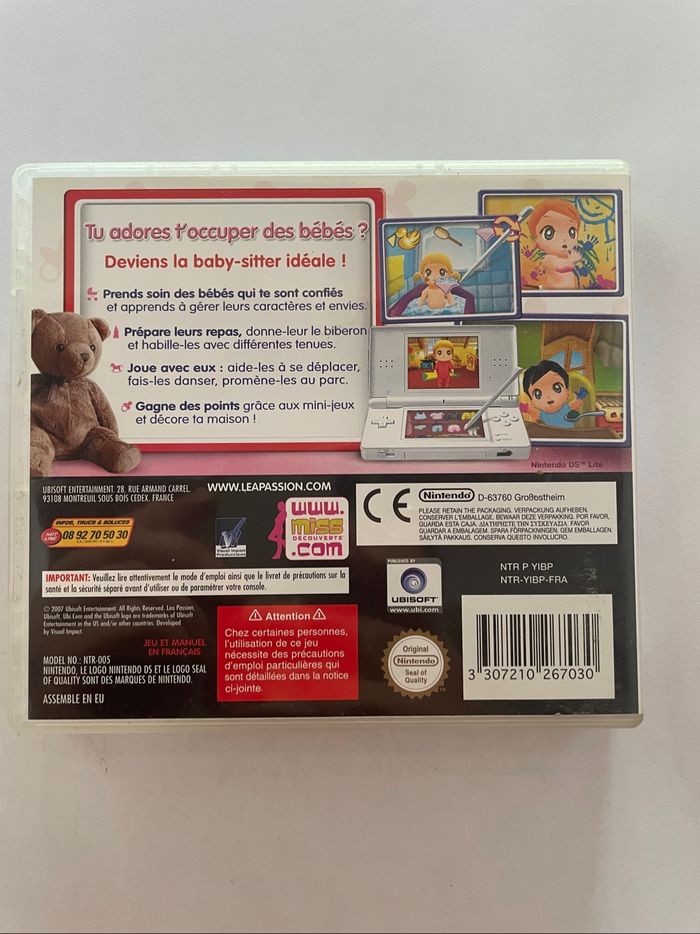 Tu adores t'occuper des bébés ?
Deviens la baby-sitter idéale !
Prends soin des bébés qui te sont confiés
et apprends à gérer leurs caractères et envies.
Prépare leurs repas, donne-leur le biberon
et habille-les avec différentes tenues.
Joue avec eux : aide-les à se déplacer,
fais-les danser, promène-les au parc.
Gagne des points grâce aux mini-jeux
et décore ta maison !
Nintendo DS™ Lite
UBISOFT ENTERTAINMENT, 28, RUE ARMAND CARREL.
93108 MONTREUIL SOUS BOIS CEDEX. FRANCE
WWW.LEAPASSION.COM
INFOS, TRUCS & SOLUCES
HOT LINE
08 92 70 50 30
Visual Impact
Productions
www.
miss
DÉCOUVERTE
.com
CE
Nintendo
D-63760 Großostheim
PLEASE RETAIN THE PACKAGING. VERPACKUNG AUFHEBEN.
CONSERVER L'EMBALLAGE. BEWAAR DEZE VERPAKKING. POR FAVOR,
GUARDA ESTA CAJA. ΔΙΑΤΗΡΗΣΤΕ ΤΗΝ ΣΥΣΚΕΥΑΣΙΑ. FAVOR
GUARDAR A EMBALAGEM. SPARA FÖRPACKNINGEN. GEM EMBALLAGEN.
SÄILYTÄ PAKKAUS. CONSERVA QUESTO INVOLUCRO.
IMPORTANT: Veuillez lire attentivement le mode d'emploi ainsi que le livret de précautions sur la
santé et la sécurité séparé avant d'utiliser ou de paramétrer votre console.
PUBLISHED BY
UBISOFT
www.ubi.com
NTR P YIBP
NTR-YIBP-FRA
© 2007 Ubisoft Entertainment. All Rights Reserved. Lea Passion,
Ubisoft, Ubi.Com and the Ubisoft logo are trademarks of Ubisoft
Entertainment in the US and/or other countries. Developed
by Visual Impact
JEU ET MANUEL
EN FRANÇAIS
MODEL NO.: NTR-005
NINTENDO, LE LOGO NINTENDO DS ET LE LOGO SEAL
OF QUALITY SONT DES MARQUES DE NINTENDO.
ASSEMBLE EN EU
Attention
Chez certaines personnes,
l'utilisation de ce jeu
nécessite des précautions
d'emploi particulières qui
sont détaillées dans la notice
ci-jointe.
Original
Nintendo
Seal of
Quality
TM
3 307210 267030